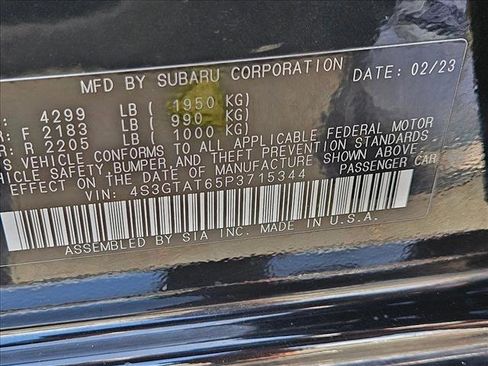 MFD BY SUBARU CORPORATION DATE: 02/23
: 4299 LB ( 1950 KG)
R: F 2183 LB ( 990 KG)
R: R 2205 LB ( 1000 KG)
S VEHICLE CONFORMS TO ALL APPLICABLE FEDERAL MOTOR
VEHICLE SAFETY, BUMPER, AND THEFT PREVENTION STANDARDS
EFFECT ON THE DATE OF MANUFACTURE SHOWN ABOVE.
VIN: 4S3GTAT65P3715344 PASSENGER CAR
ASSEMBLED BY SIA INC. MADE IN U.S.A.